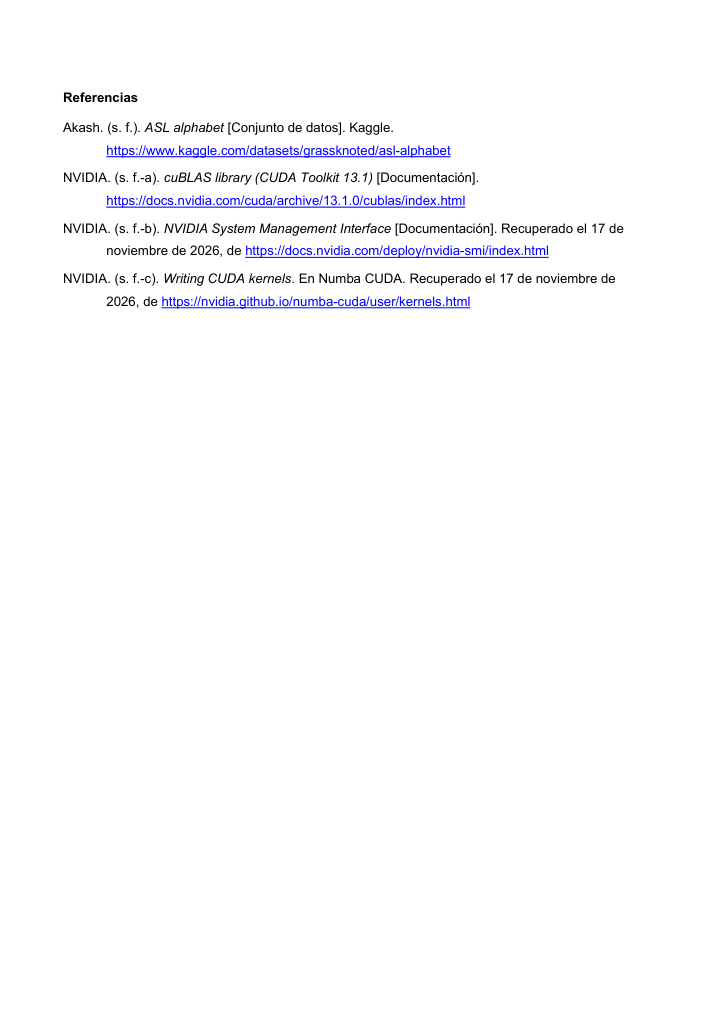 Referencias
Akash. (s. f.). ASL alphabet [Conjunto de datos]. Kaggle.
https://www.kaggle.com/datasets/grassknoted/asl-alphabet
NVIDIA. (s. f.-a). cuBLAS library (CUDA Toolkit 13.1) [Documentación].
https://docs.nvidia.com/cuda/archive/13.1.0/cublas/index.html
NVIDIA. (s. f.-b). NVIDIA System Management Interface [Documentación]. Recuperado el 17 de
noviembre de 2026, de https://docs.nvidia.com/deploy/nvidia-smi/index.html
NVIDIA. (s. f.-c). Writing CUDA kernels. En Numba CUDA. Recuperado el 17 de noviembre de
2026, de https://nvidia.github.io/numba-cuda/user/kernels.html